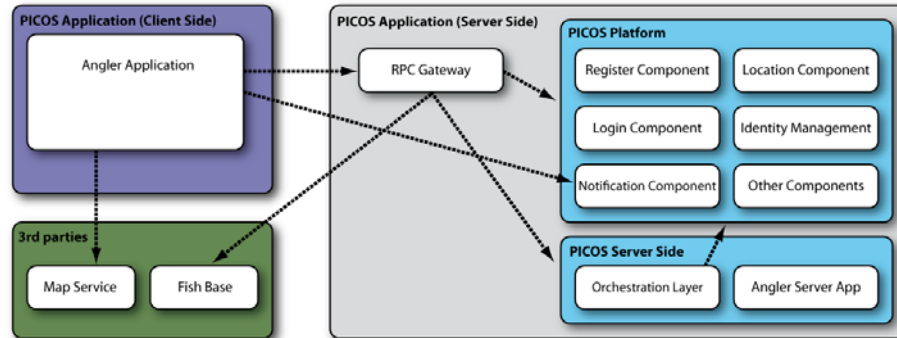 PICOS Application (Client Side)
Angler Application
3rd parties
Map Service
Fish Base
PICOS Application (Server Side)
RPC Gateway
PICOS Platform
Register Component
Location Component
Login Component
Identity Management
Notification Component
Other Components
PICOS Server Side
Orchestration Layer
Angler Server App